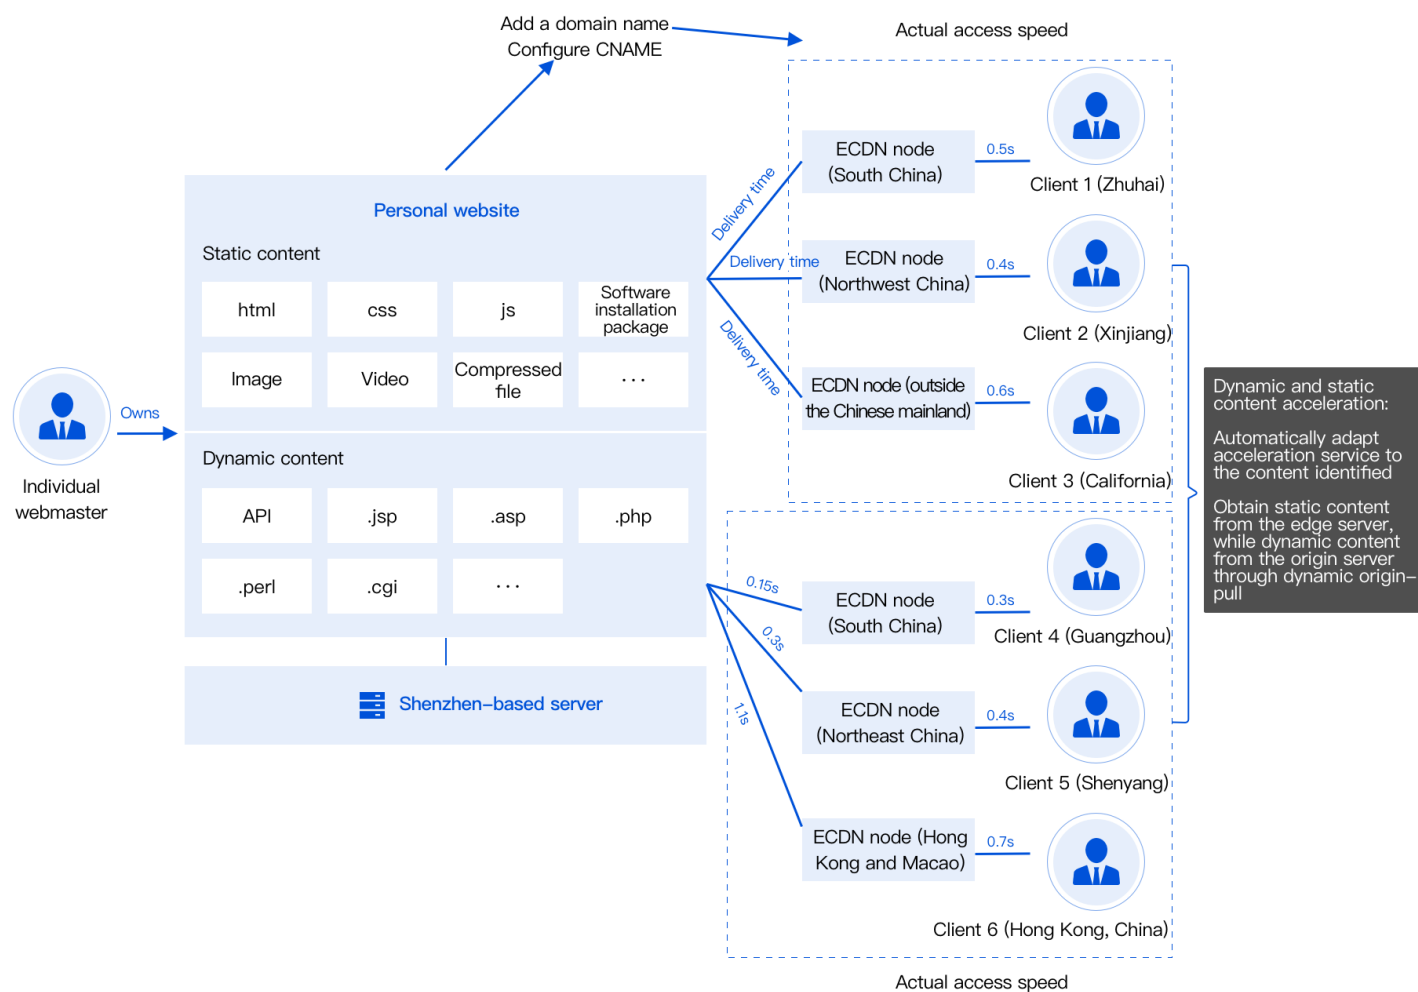 Add a domain name
Configure CNAME
Actual access speed
Personal website
Static content
html
css
js
Software
installation
package
Image
Video
Compressed
file
...
Owns
Individual
webmaster
Dynamic content
API
.jsp
.asp
.php
.perl
.cgi
...
Shenzhen-based server
Delivery time
Delivery time
Delivery time
ECDN node
(South China)
0.5s
Client 1 (Zhuhai)
ECDN node
(Northwest China)
0.4s
Client 2 (Xinjiang)
ECDN node (outside
the Chinese mainland)
0.6s
Client 3 (California)
0.15s
0.3s
1.1s
ECDN node
(South China)
0.3s
Client 4 (Guangzhou)
ECDN node
(Northeast China)
0.4s
Client 5 (Shenyang)
ECDN node (Hong
Kong and Macao)
0.7s
Client 6 (Hong Kong, China)
Actual access speed
Dynamic and static
content acceleration:
Automatically adapt
acceleration service to
the content identified
Obtain static content
from the edge server,
while dynamic content
from the origin server
through dynamic origin-
pull